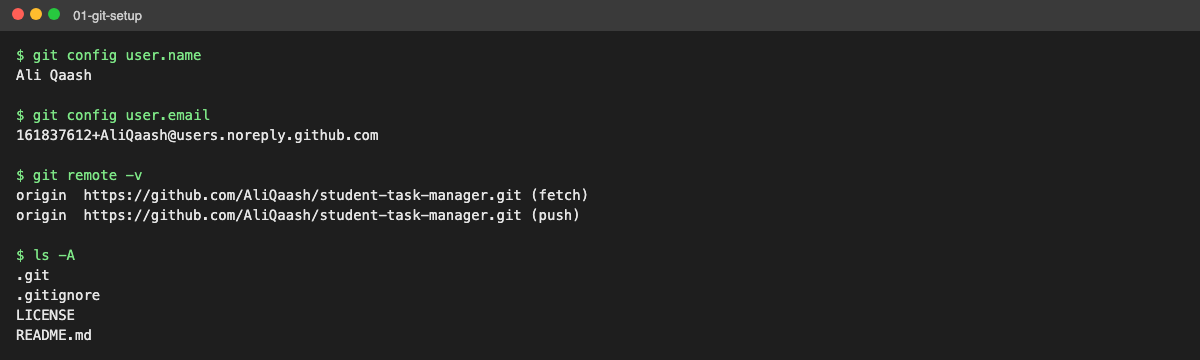 01-git-setup
$ git config user.name
Ali Qaash
$ git config user.email
161837612+AliQaash@users.noreply.github.com
$ git remote -v
origin  https://github.com/AliQaash/student-task-manager.git (fetch)
origin  https://github.com/AliQaash/student-task-manager.git (push)
$ ls -A
.git
.gitignore
LICENSE
README.md